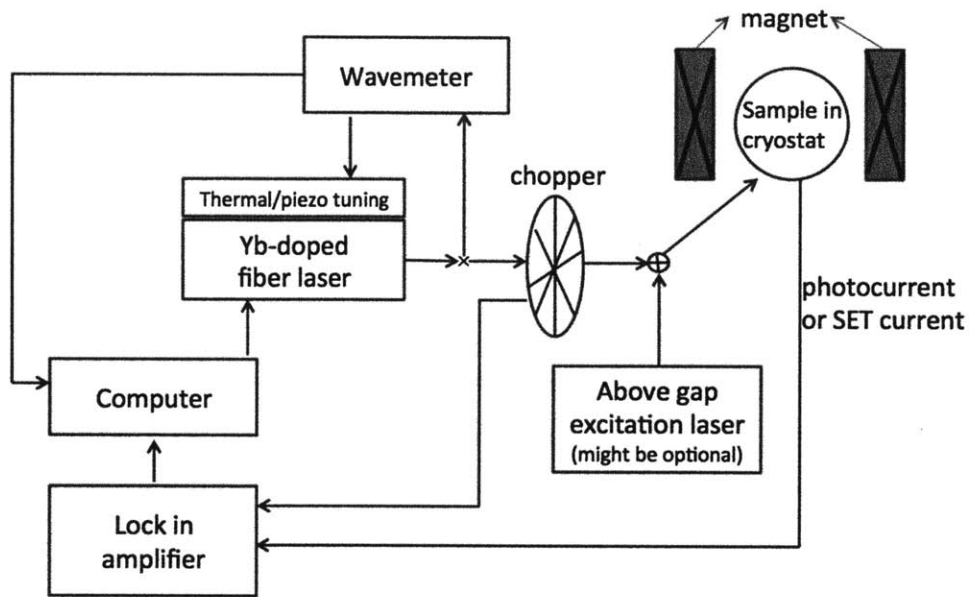 magnet
Wavemeter
Sample in
cryostat
Thermal/piezo tuning
chopper
Yb-doped
fiber laser
photocurrent
or SET current
Computer
Above gap
excitation laser
(might be optional)
Lock in
amplifier